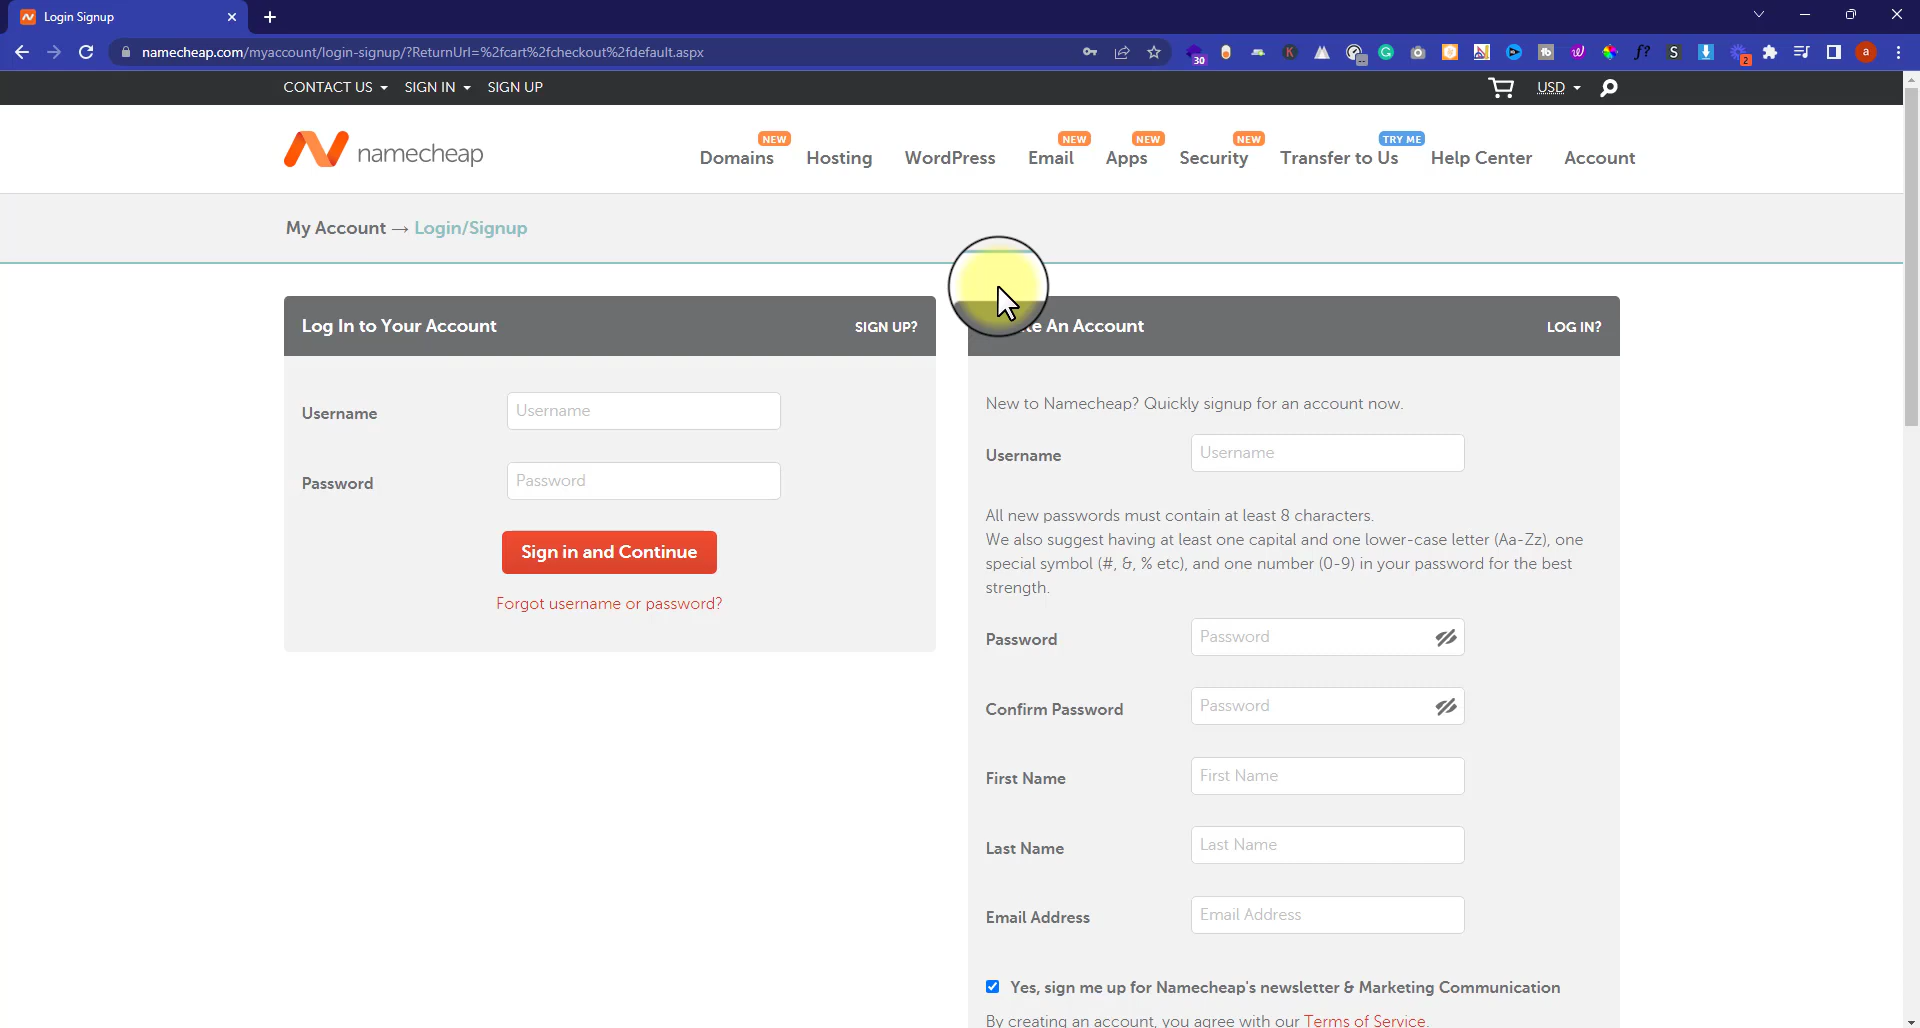 Login Signup
namecheap.com/myaccount/login-signup/?ReturnUrl=%2fcart%2fcheckout%2fdefault.aspx
30
2
a
CONTACT US SIGN IN SIGN UP
USD
namecheap
NEW NEW NEW NEW TRY ME
Domains Hosting WordPress Email Apps Security Transfer to Us Help Center Account
My Account → Login/Signup
Log In to Your Account SIGN UP?
Username Username
Password Password
Sign in and Continue
Forgot username or password?
te An Account LOG IN?
New to Namecheap? Quickly signup for an account now.
Username Username
All new passwords must contain at least 8 characters.
We also suggest having at least one capital and one lower-case letter (Aa-Zz), one
special symbol (#, &, % etc), and one number (0-9) in your password for the best
strength.
Password Password
Confirm Password Password
First Name First Name
Last Name Last Name
Email Address Email Address
Yes, sign me up for Namecheap's newsletter & Marketing Communication
By creating an account, you agree with our Terms of Service.